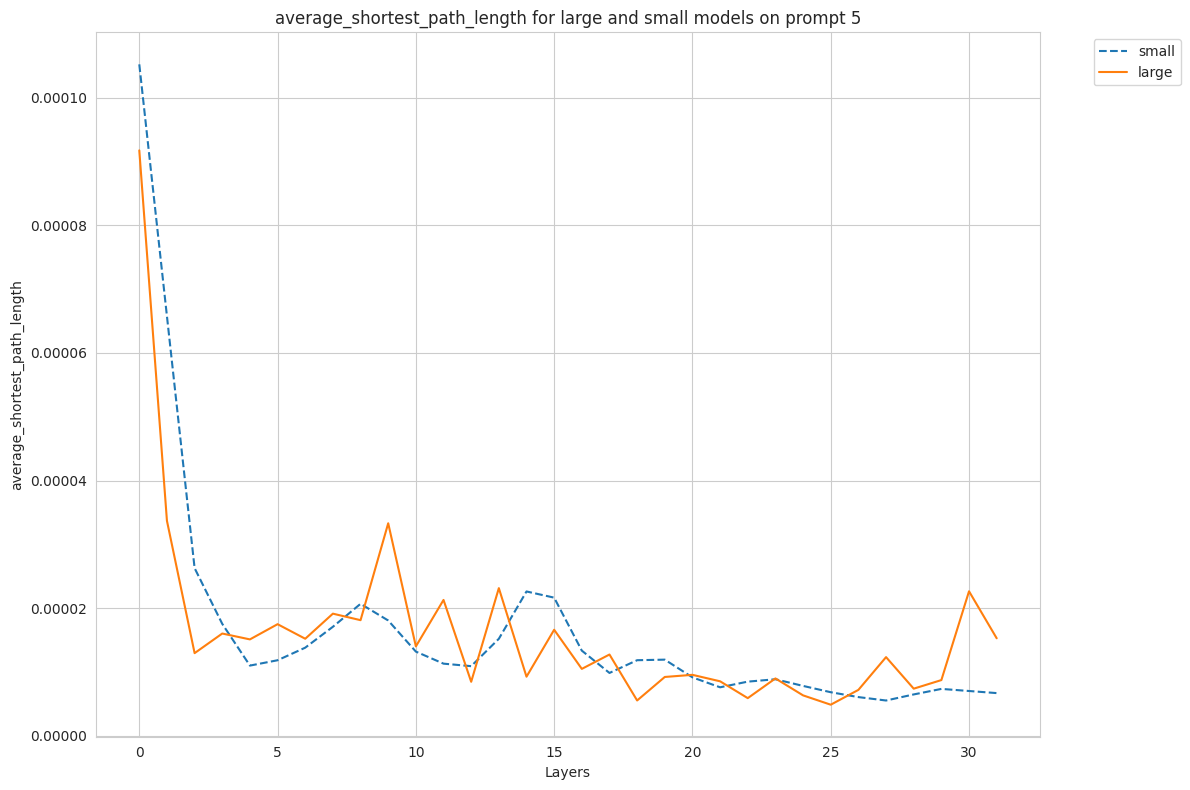 average_shortest_path_length for large and small models on prompt 5
small
large
average_shortest_path_length
0.00010
0.00008
0.00006
0.00004
0.00002
0.00000
0 5 10 15 20 25 30
Layers